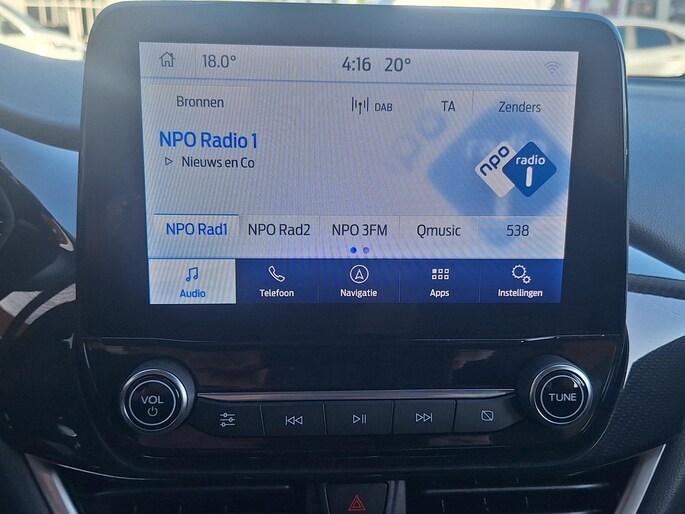 18.0° 4:16 20°
Bronnen DAB TA Zenders
NPO Radio 1
Nieuws en Co
npo radio 1
NPO Rad1 NPO Rad2 NPO 3FM Qmusic 538
Audio Telefoon Navigatie Apps Instellingen
VOL TUNE